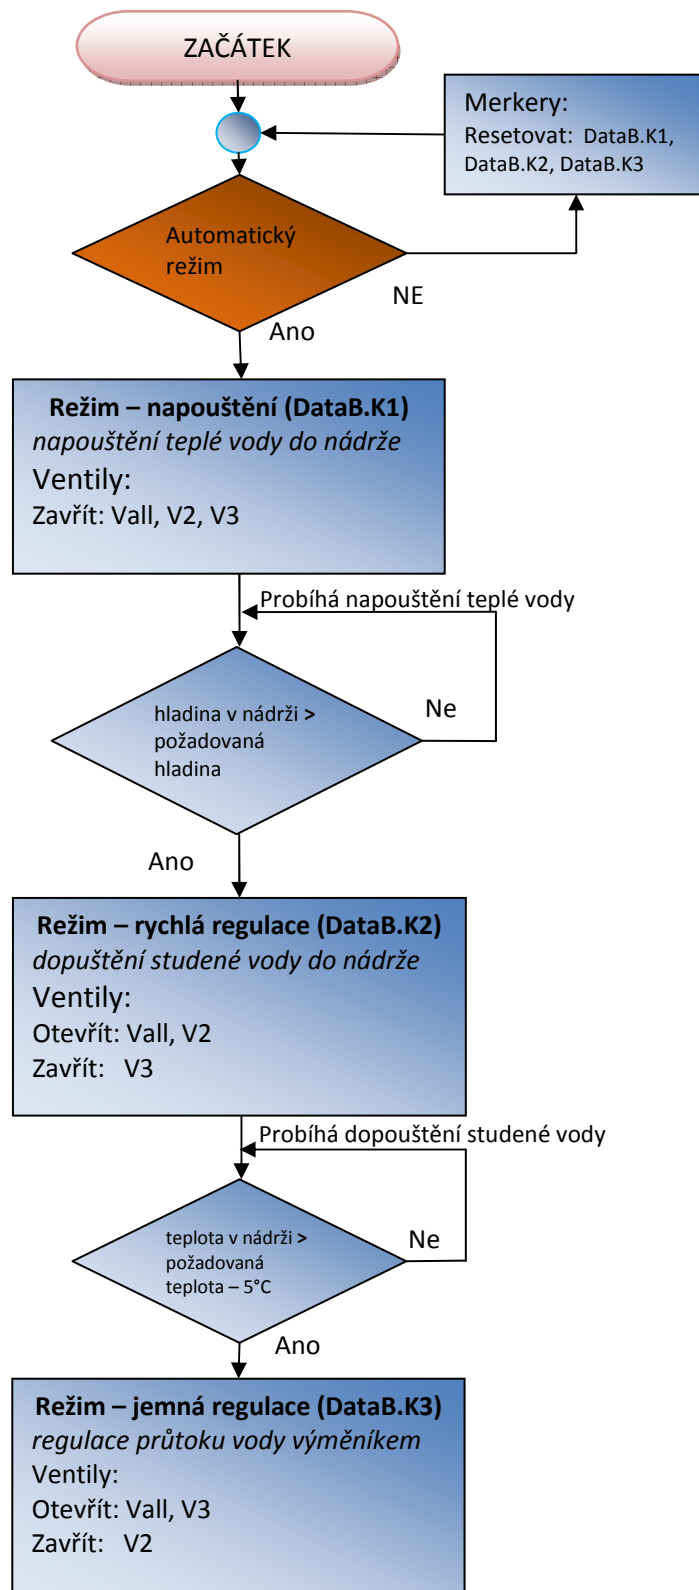 ZAČÁTEK
Merkery:
Resetovat: DataB.K1,
DataB.K2, DataB.K3
Automatický
režim
NE
Ano
Režim – napouštění (DataB.K1)
napouštění teplé vody do nádrže
Ventily:
Zavřít: Vall, V2, V3
Probíhá napouštění teplé vody
hladina v nádrži >
požadovaná
hladina
Ne
Ano
Režim – rychlá regulace (DataB.K2)
dopuštění studené vody do nádrže
Ventily:
Otevřít: Vall, V2
Zavřít: V3
Probíhá dopouštění studené vody
teplota v nádrži >
požadovaná
teplota – 5°C
Ne
Ano
Režim – jemná regulace (DataB.K3)
regulace průtoku vody výměníkem
Ventily:
Otevřít: Vall, V3
Zavřít: V2